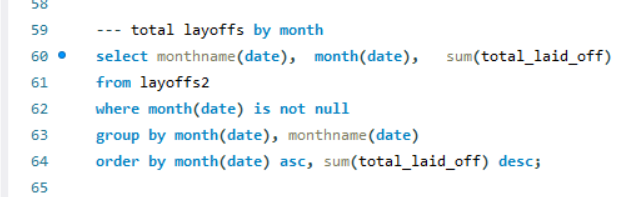 58
59 --- total layoffs by month
60 select monthname(date), month(date), sum(total_laid_off)
61 from layoffs2
62 where month(date) is not null
63 group by month(date), monthname(date)
64 order by month(date) asc, sum(total_laid_off) desc;
65